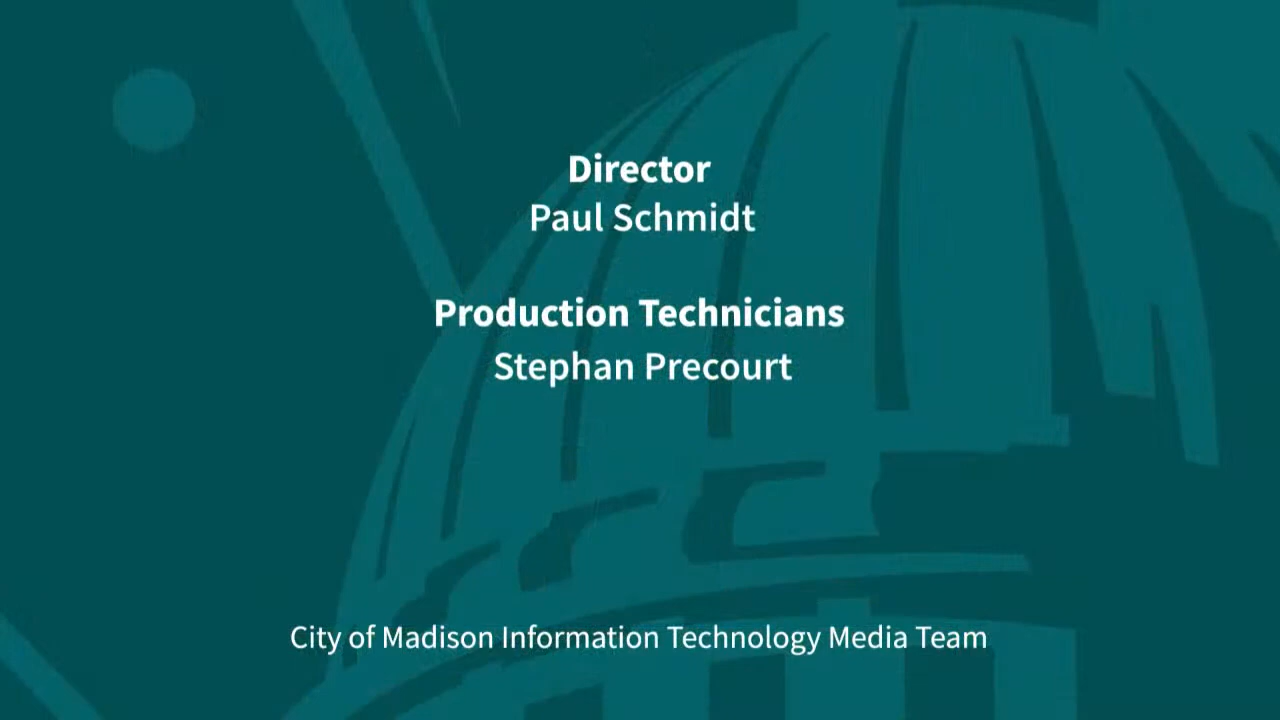 Director
Paul Schmidt
Production Technicians
Stephan Precourt
City of Madison Information Technology Media Team